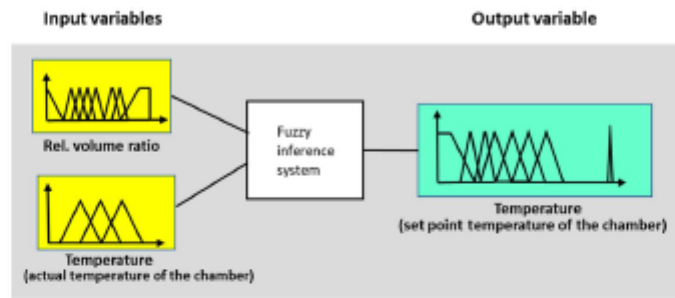 Input variables
Output variable
Rel. volume ratio
Fuzzy
inference
system
Temperature
(actual temperature of the chamber)
Temperature
(set point temperature of the chamber)